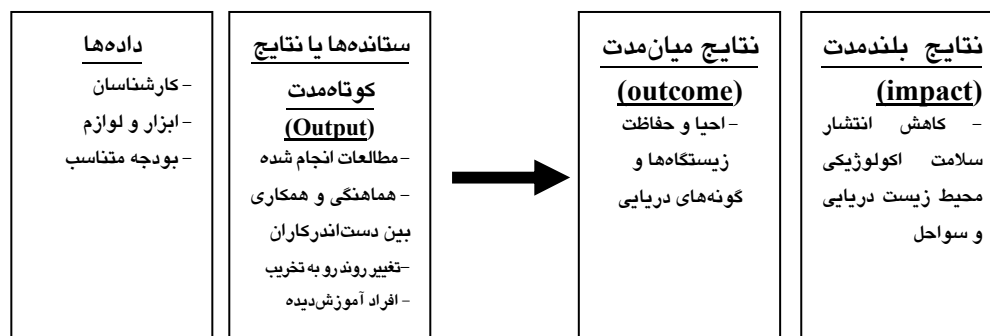 داده‌ها
- کارشناسان
- ابزار و لوازم
- بودجه متناسب
ستانده‌ها یا نتایج
کوتاه‌مدت
(Output)
-مطالعات انجام شده
- هماهنگی و همکاری
بین دست‌اندرکاران
-تغییر روند رو به تخریب
- افراد آموزش‌دیده
نتایج میان‌مدت
(outcome)
- احیا و حفاظت
زیستگاه‌ها و
گونه‌های دریایی
نتایج بلندمدت
(impact)
- کاهش انتشار
سلامت اکولوژیکی
محیط زیست دریایی
و سواحل